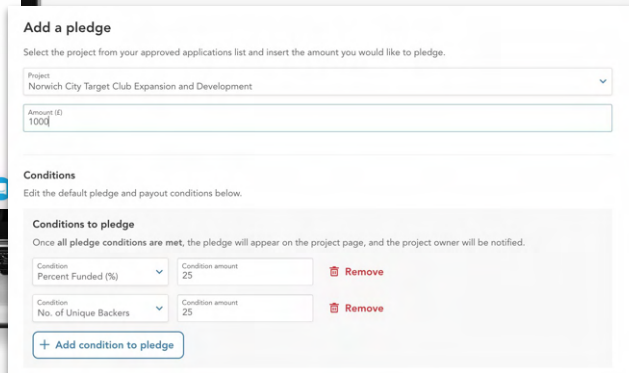 Add a pledge
Select the project from your approved applications list and insert the amount you would like to pledge.
Project
Norwich City Target Club Expansion and Development
Amount (£)
1000
Conditions
Edit the default pledge and payout conditions below.
Conditions to pledge
Once all pledge conditions are met, the pledge will appear on the project page, and the project owner will be notified.
Condition
Percent Funded (%)
Condition amount
25
Remove
Condition
No. of Unique Backers
Condition amount
25
Remove
+ Add condition to pledge